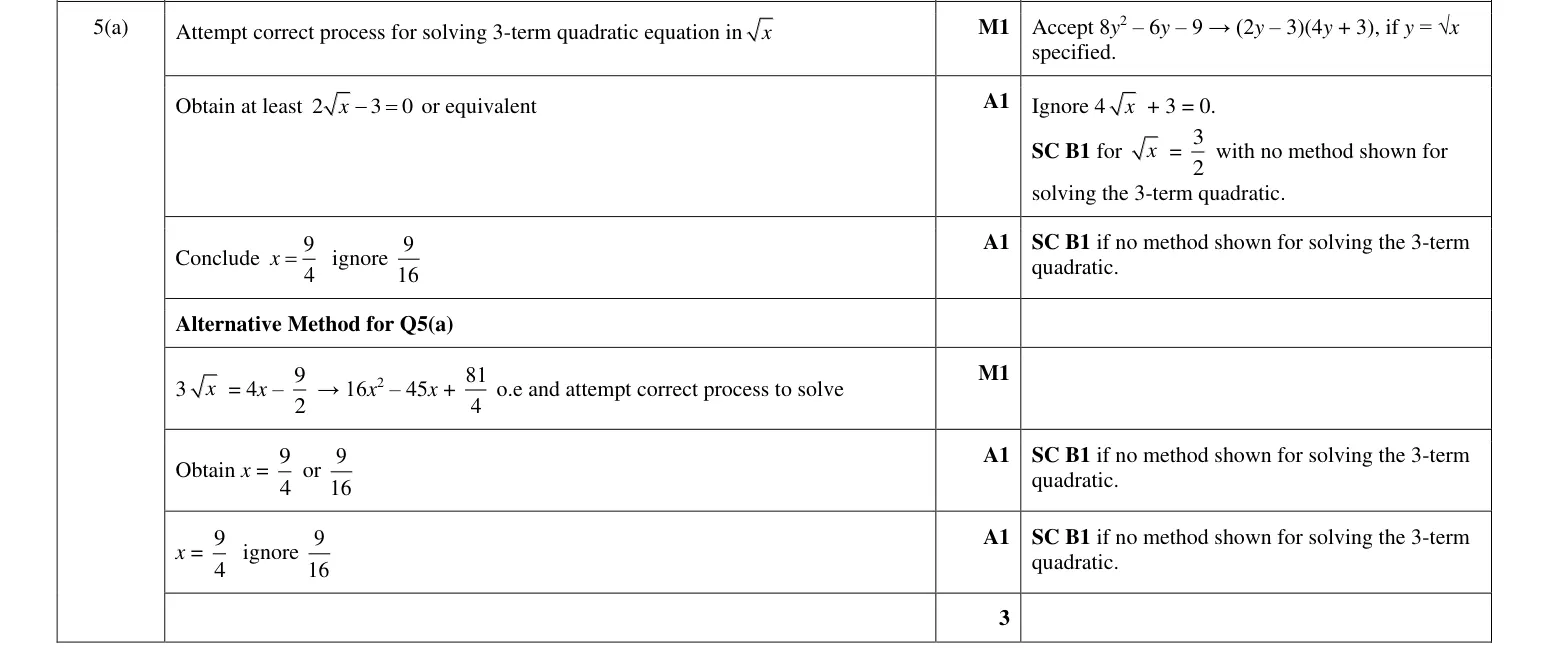 5(a)
Attempt correct process for solving 3-term quadratic equation in √x
M1
Accept 8y² – 6y – 9 → (2y – 3)(4y + 3), if y = √x
specified.
Obtain at least 2√x – 3 = 0 or equivalent
A1
Ignore 4√x + 3 = 0.
SC B1 for √x = 3/2 with no method shown for
solving the 3-term quadratic.
Conclude x = 9/4 ignore 9/16
A1
SC B1 if no method shown for solving the 3-term
quadratic.
Alternative Method for Q5(a)
3√x = 4x – 9/2 → 16x² – 45x + 81/4 o.e and attempt correct process to solve
M1
Obtain x = 9/4 or 9/16
A1
SC B1 if no method shown for solving the 3-term
quadratic.
x = 9/4 ignore 9/16
A1
SC B1 if no method shown for solving the 3-term
quadratic.
3